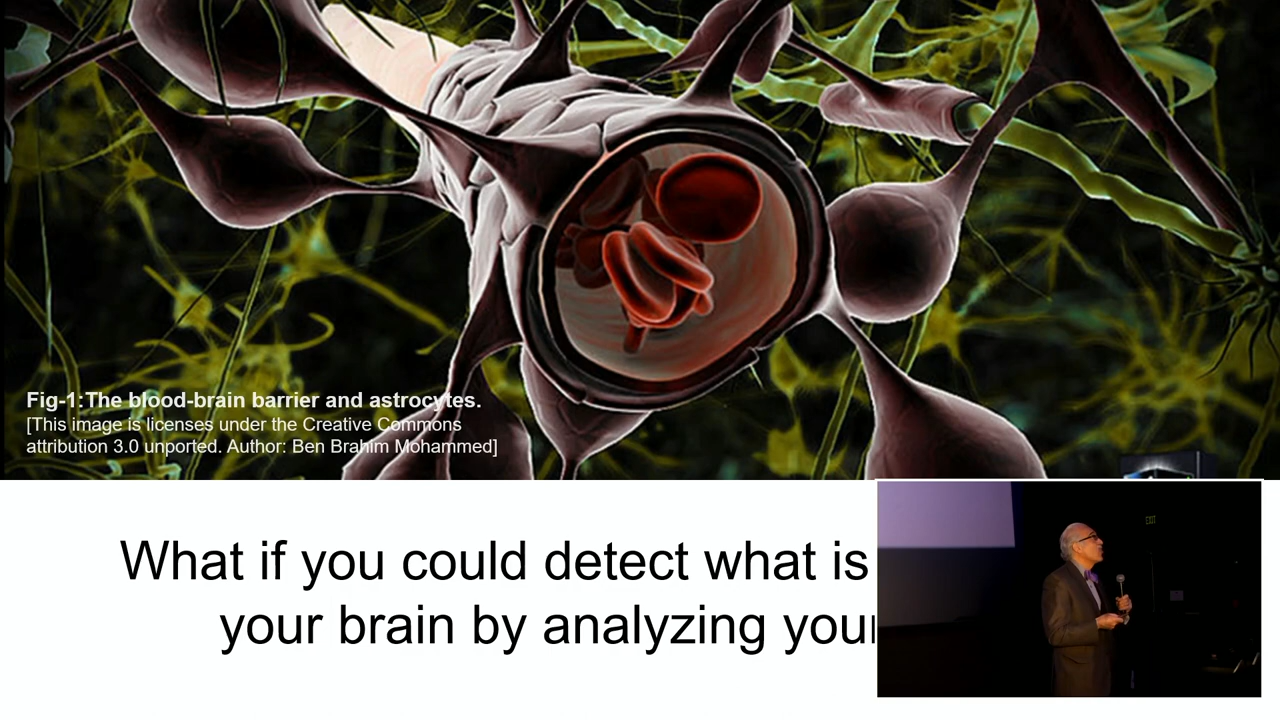 Fig-1:The blood-brain barrier and astrocytes.
[This image is licenses under the Creative Commons
attribution 3.0 unported. Author: Ben Brahim Mohammed]
What if you could detect what is
your brain by analyzing your
EXIT